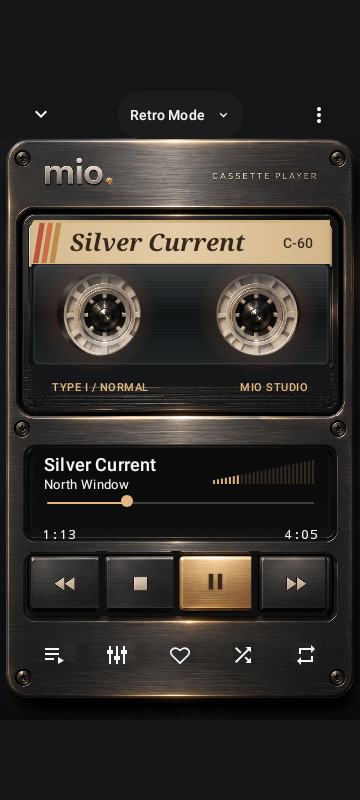 Retro Mode
mio.
CASSETTE PLAYER
Silver Current
C-60
TYPE I / NORMAL
MIO STUDIO
Silver Current
North Window
1:13
4:05